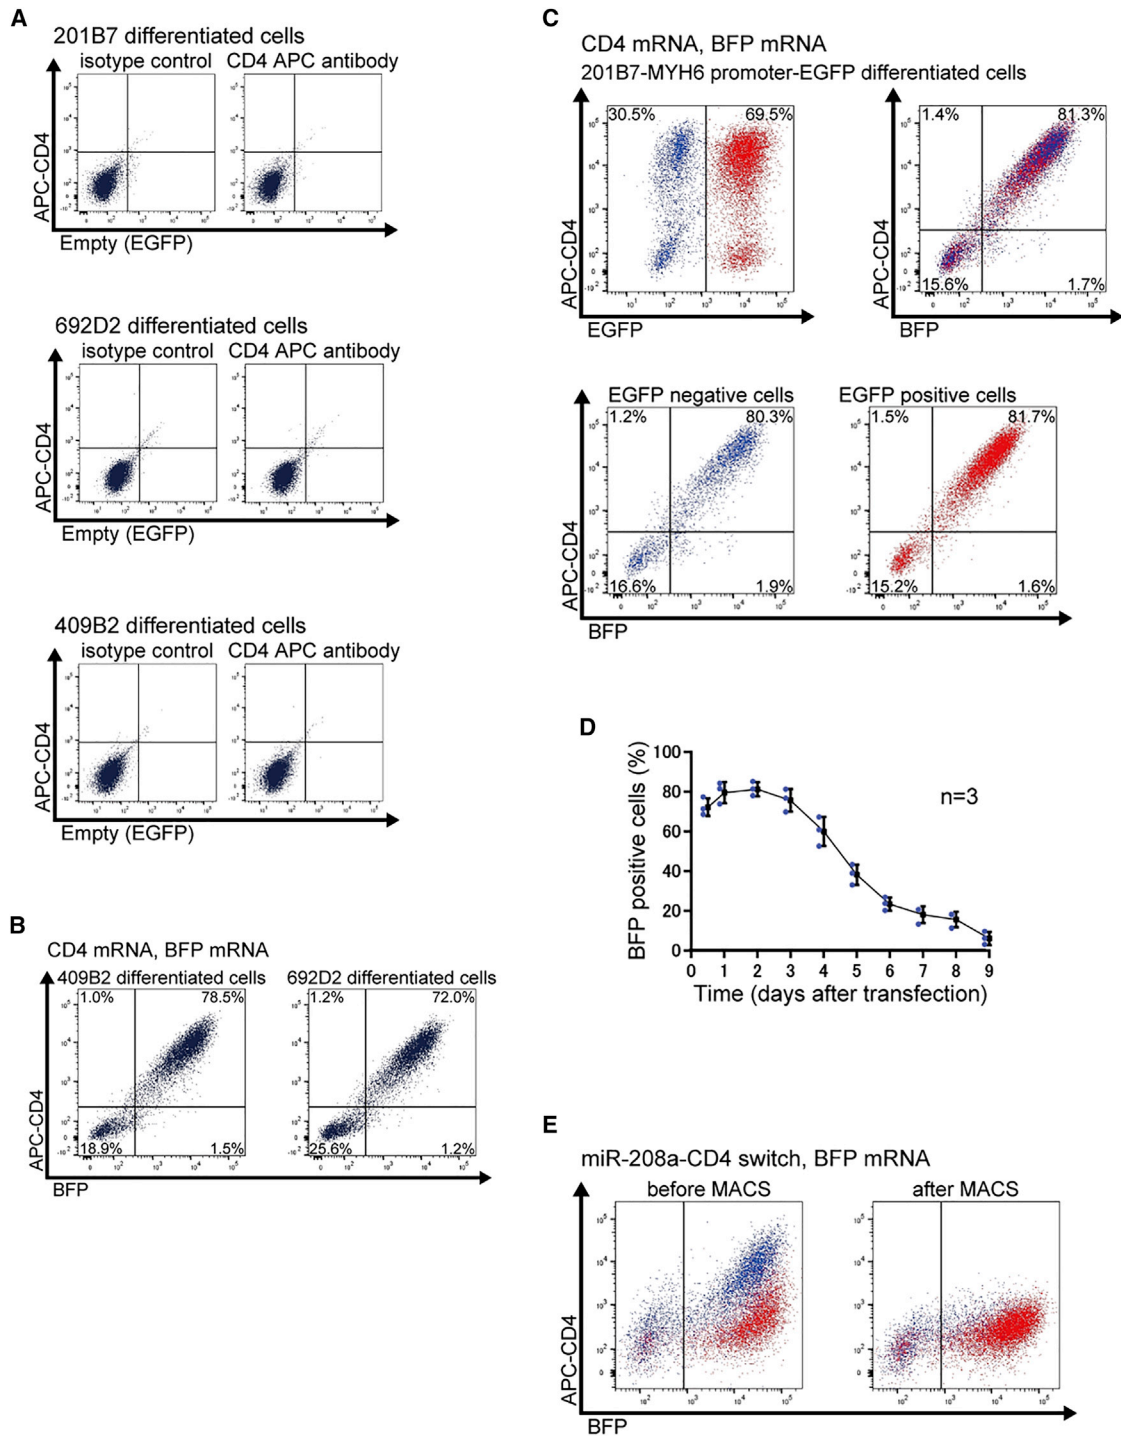 A
201B7 differentiated cells
isotype control
CD4 APC antibody
APC-CD4
Empty (EGFP)
692D2 differentiated cells
isotype control
CD4 APC antibody
APC-CD4
Empty (EGFP)
409B2 differentiated cells
isotype control
CD4 APC antibody
APC-CD4
Empty (EGFP)
B
CD4 mRNA, BFP mRNA
409B2 differentiated cells
692D2 differentiated cells
1.0%
78.5%
1.2%
72.0%
18.9%
1.5%
25.6%
1.2%
APC-CD4
BFP
C
CD4 mRNA, BFP mRNA
201B7-MYH6 promoter-EGFP differentiated cells
30.5%
69.5%
1.4%
81.3%
15.6%
1.7%
APC-CD4
EGFP
APC-CD4
BFP
EGFP negative cells
EGFP positive cells
1.2%
80.3%
1.5%
81.7%
16.6%
1.9%
15.2%
1.6%
APC-CD4
BFP
D
BFP positive cells (%)
100
80
60
40
20
0
n=3
0 1 2 3 4 5 6 7 8 9
Time (days after transfection)
E
miR-208a-CD4 switch, BFP mRNA
before MACS
after MACS
APC-CD4
BFP